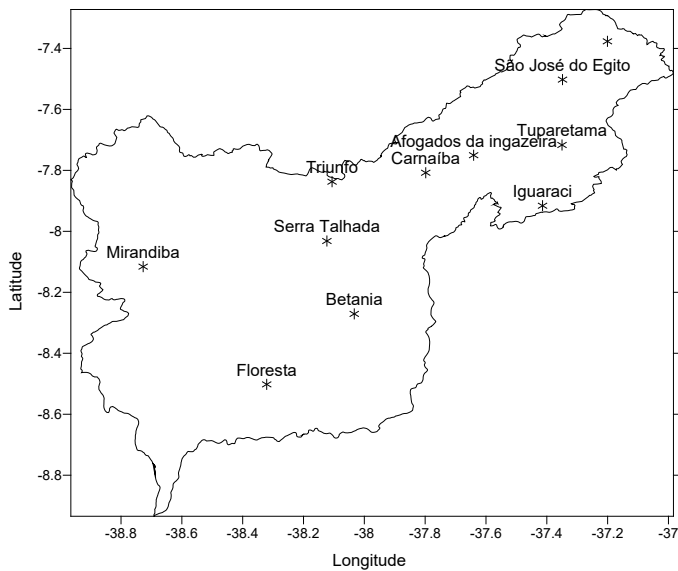 -7.4
São José do Egito
-7.6
Tuparetama
Afogados da ingazeira
Carnaíba
-7.8
Triunfo
Iguaraci
-8
Serra Talhada
Mirandiba
-8.2
Betania
-8.4
Floresta
-8.6
-8.8
Latitude
-38.8 -38.6 -38.4 -38.2 -38 -37.8 -37.6 -37.4 -37.2 -37
Longitude